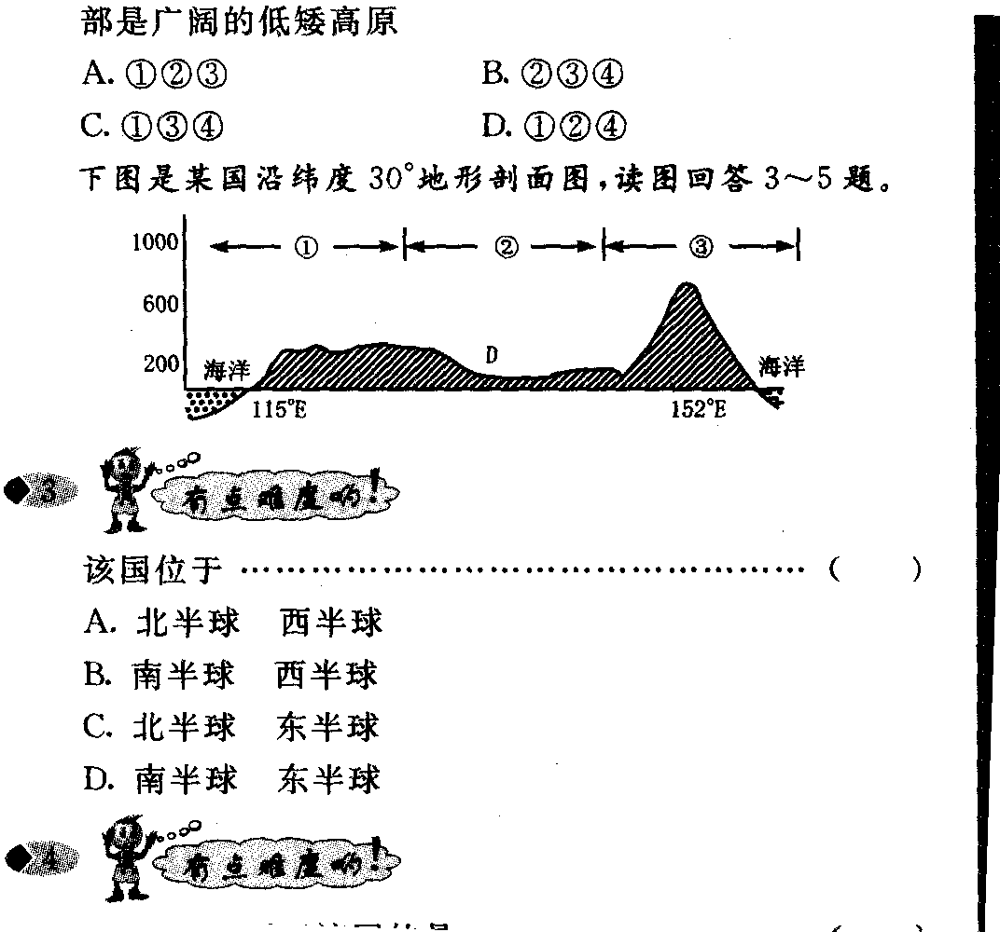 部是广阔的低矮高原
A. ①②③ B. ②③④
C. ①③④ D. ①②④
下图是某国沿纬度30°地形剖面图,读图回答3～5题。
1000 ① ② ③
600
200 海洋 D 海洋
115°E 152°E
3 有点难度哟!
该国位于 ……………………………………( )
A. 北半球 西半球
B. 南半球 西半球
C. 北半球 东半球
D. 南半球 东半球
4 有点难度哟!